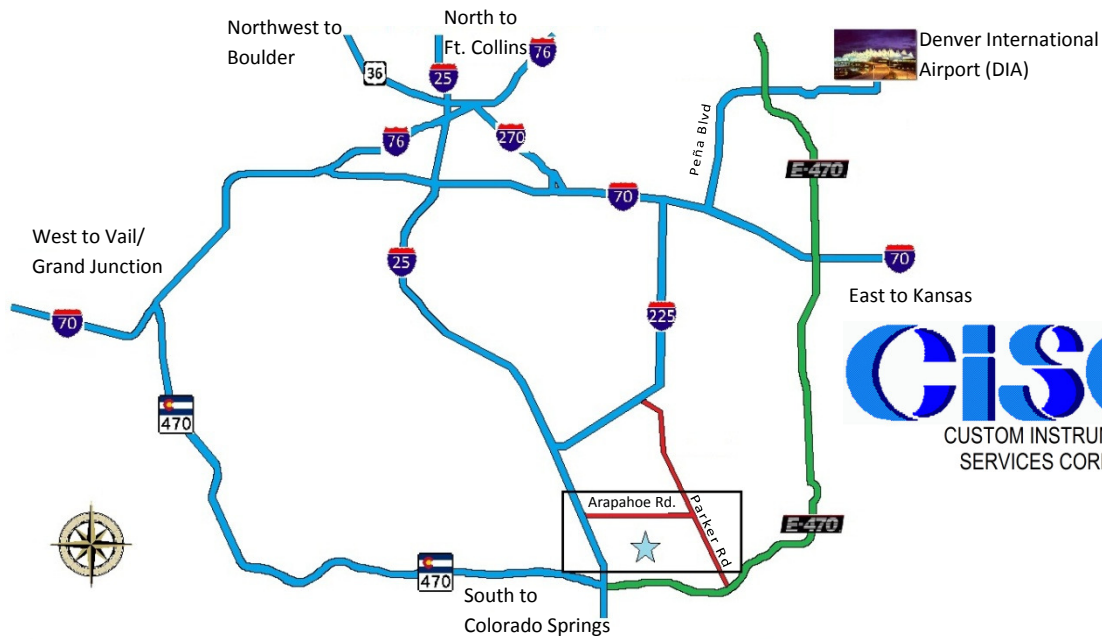 Northwest to
Boulder
North to
Ft. Collins
Denver International
Airport (DIA)
36
25
76
76
270
Peña Blvd
E-470
70
West to Vail/
Grand Junction
25
70
East to Kansas
70
225
470
CISC
CUSTOM INSTRU
SERVICES COR
Arapahoe Rd.
Parker Rd
E-470
470
South to
Colorado Springs